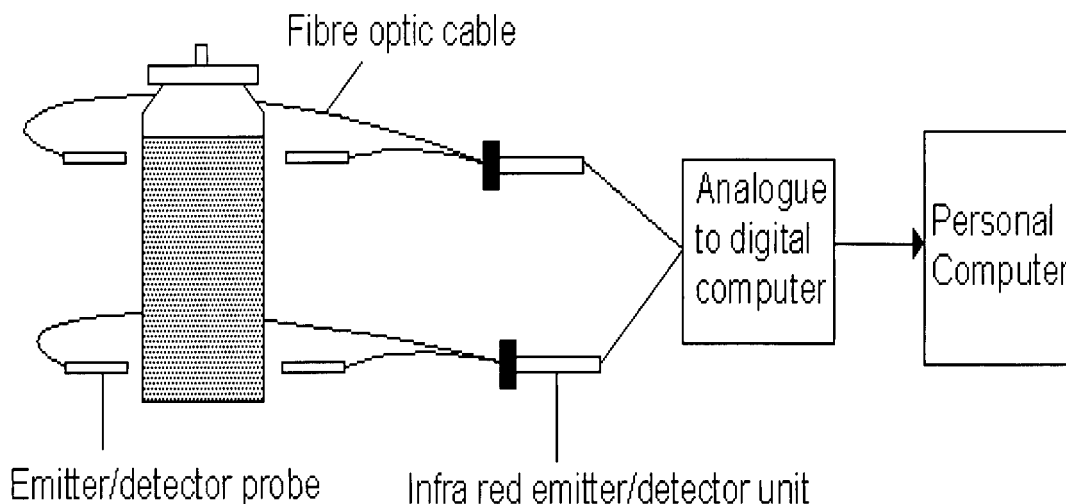 Fibre optic cable
Analogue
to digital
computer
Personal
Computer
Emitter/detector probe
Infra red emitter/detector unit